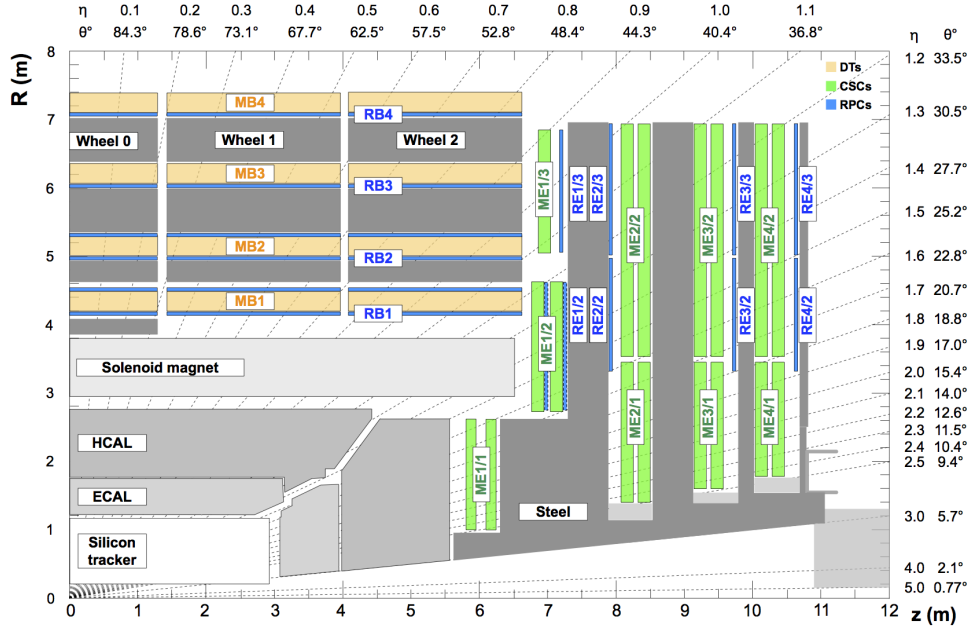 η 0.1 0.2 0.3 0.4 0.5 0.6 0.7 0.8 0.9 1.0 1.1
θ° 84.3° 78.6° 73.1° 67.7° 62.5° 57.5° 52.8° 48.4° 44.3° 40.4° 36.8° η θ°
R (m)
8
7
6
5
4
3
2
1
0
1.2 33.5°
1.3 30.5°
1.4 27.7°
1.5 25.2°
1.6 22.8°
1.7 20.7°
1.8 18.8°
1.9 17.0°
2.0 15.4°
2.1 14.0°
2.2 12.6°
2.3 11.5°
2.4 10.4°
2.5 9.4°
3.0 5.7°
4.0 2.1°
5.0 0.77°
DTs
CSCs
RPCs
MB4
RB4
Wheel 0 Wheel 1 Wheel 2
MB3
RB3
MB2
RB2
MB1
RB1
Solenoid magnet
HCAL
ECAL
Silicon
tracker
Steel
ME1/3
RE1/3
RE2/3
ME2/2
ME3/2
RE3/3
ME4/2
RE4/3
ME1/2
RE1/2
RE2/2
RE3/2
RE4/2
ME1/1
ME2/1
ME3/1
ME4/1
0 1 2 3 4 5 6 7 8 9 10 11 12
z (m)